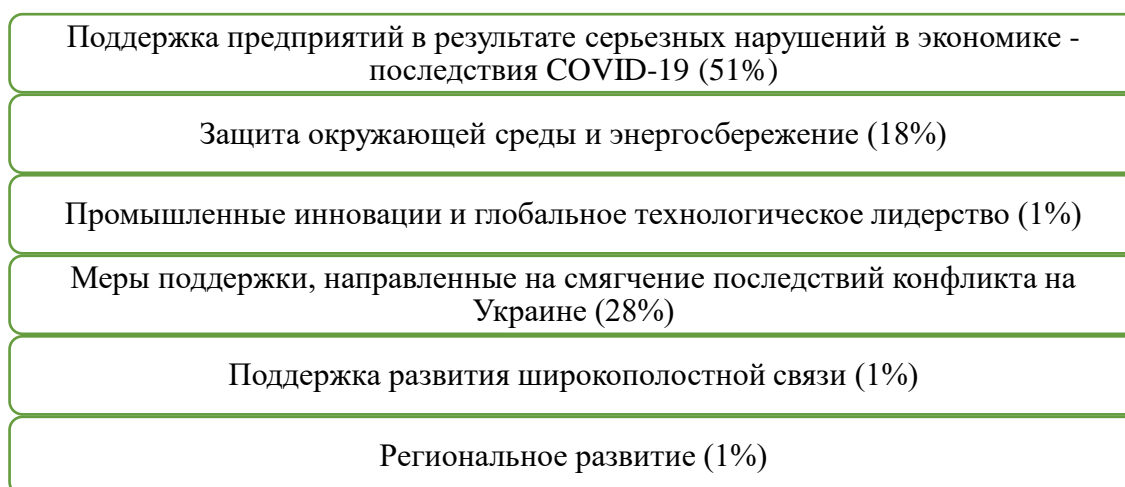 Поддержка предприятий в результате серьезных нарушений в экономике -
последствия COVID-19 (51%)
Защита окружающей среды и энергосбережение (18%)
Промышленные инновации и глобальное технологическое лидерство (1%)
Меры поддержки, направленные на смягчение последствий конфликта на
Украине (28%)
Поддержка развития широкополостной связи (1%)
Региональное развитие (1%)